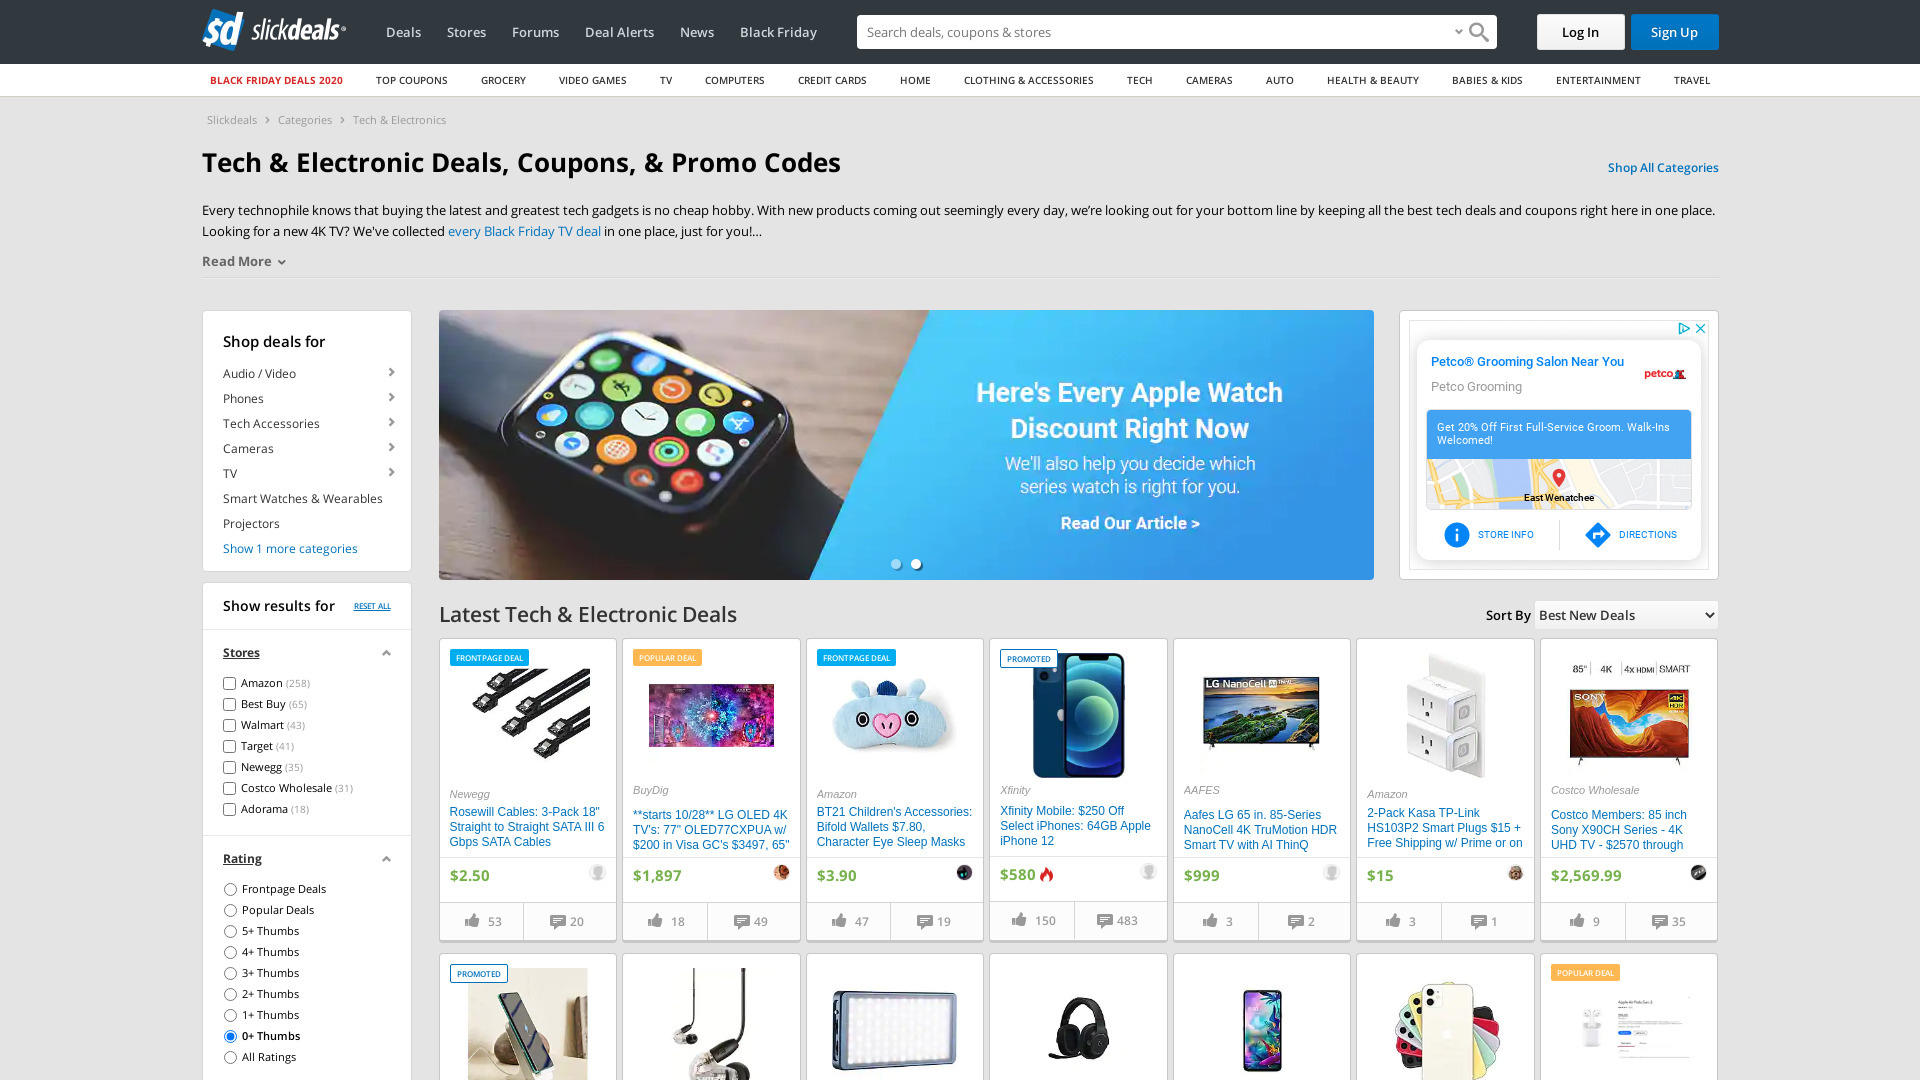 sd slickdeals
Deals
Stores
Forums
Deal Alerts
News
Black Friday
Search deals, coupons & stores
Log In
Sign Up
BLACK FRIDAY DEALS 2020
TOP COUPONS
GROCERY
VIDEO GAMES
TV
COMPUTERS
CREDIT CARDS
HOME
CLOTHING & ACCESSORIES
TECH
CAMERAS
AUTO
HEALTH & BEAUTY
BABIES & KIDS
ENTERTAINMENT
TRAVEL
Slickdeals > Categories > Tech & Electronics
Tech & Electronic Deals, Coupons, & Promo Codes
Shop All Categories
Every technophile knows that buying the latest and greatest tech gadgets is no cheap hobby. With new products coming out seemingly every day, we’re looking out for your bottom line by keeping all the best tech deals and coupons right here in one place.
Looking for a new 4K TV? We've collected every Black Friday TV deal in one place, just for you!...
Read More
Shop deals for
Audio / Video
Phones
Tech Accessories
Cameras
TV
Smart Watches & Wearables
Projectors
Show 1 more categories
Show results for
RESET ALL
Stores
Amazon (258)
Best Buy (65)
Walmart (43)
Target (41)
Newegg (35)
Costco Wholesale (31)
Adorama (18)
Rating
Frontpage Deals
Popular Deals
5+ Thumbs
4+ Thumbs
3+ Thumbs
2+ Thumbs
1+ Thumbs
0+ Thumbs
All Ratings
Here's Every Apple Watch
Discount Right Now
We'll also help you decide which
series watch is right for you.
Read Our Article >
Petco® Grooming Salon Near You
Petco Grooming
petco
Get 20% Off First Full-Service Groom. Walk-Ins
Welcomed!
East Wenatchee
STORE INFO
DIRECTIONS
Latest Tech & Electronic Deals
Sort By
Best New Deals
FRONTPAGE DEAL
Newegg
Rosewill Cables: 3-Pack 18"
Straight to Straight SATA III 6
Gbps SATA Cables
$2.50
53
20
POPULAR DEAL
BuyDig
**starts 10/28** LG OLED 4K
TV's: 77" OLED77CXPUA w/
$200 in Visa GC's $3497, 65"
$1,897
18
49
FRONTPAGE DEAL
Amazon
BT21 Children's Accessories:
Bifold Wallets $7.80,
Character Eye Sleep Masks
$3.90
47
19
PROMOTED
Xfinity
Xfinity Mobile: $250 Off
Select iPhones: 64GB Apple
iPhone 12
$580
150
483
LG NanoCell AI
AAFES
Aafes LG 65 in. 85-Series
NanoCell 4K TruMotion HDR
Smart TV with AI ThinQ
$999
3
2
Amazon
2-Pack Kasa TP-Link
HS103P2 Smart Plugs $15 +
Free Shipping w/ Prime or on
$15
3
1
85" | 4K | 4x HDMI | SMART
SONY
4K
HDR
Costco Wholesale
Costco Members: 85 inch
Sony X90CH Series - 4K
UHD TV - $2570 through
$2,569.99
9
35
PROMOTED
POPULAR DEAL